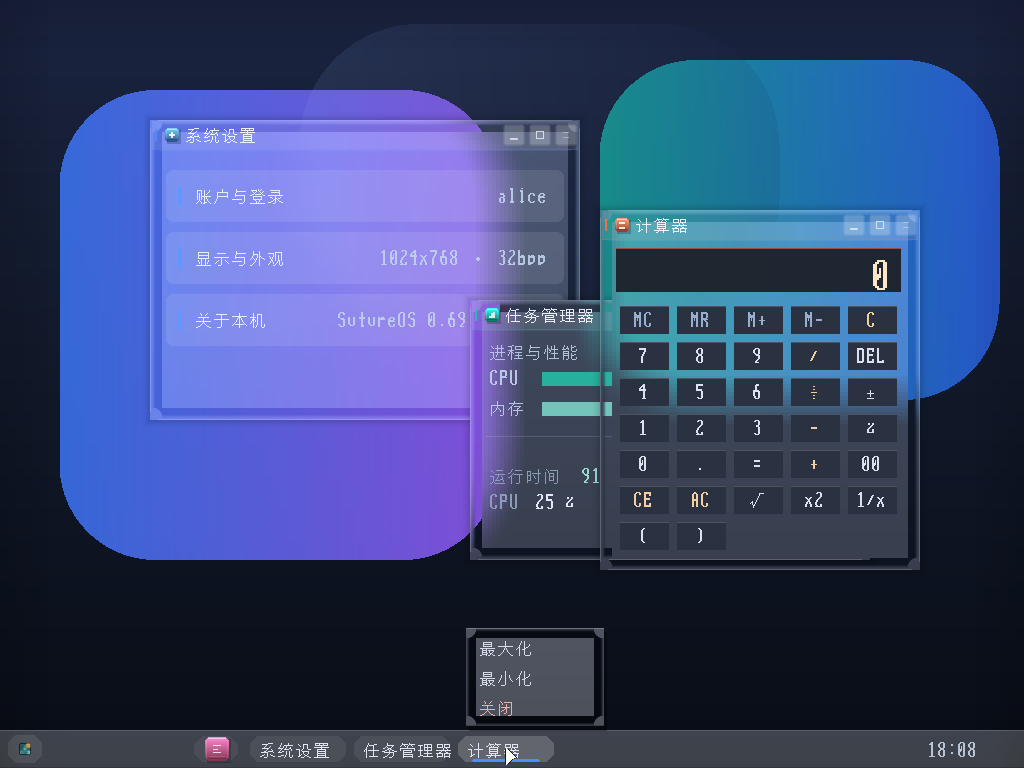 系统设置
账户与登录 alice
显示与外观 1024x768 • 32bpp
关于本机 SutureOS 0.69
任务管理器
进程与性能
CPU
内存
运行时间 91
CPU 25 %
计算器
0
MC MR M+ M- C
7 8 9 / DEL
4 5 6 ÷ ±
1 2 3 - %
0 . = + 00
CE AC √ x2 1/x
( )
最大化
最小化
关闭
系统设置 任务管理器 计算器 18:08